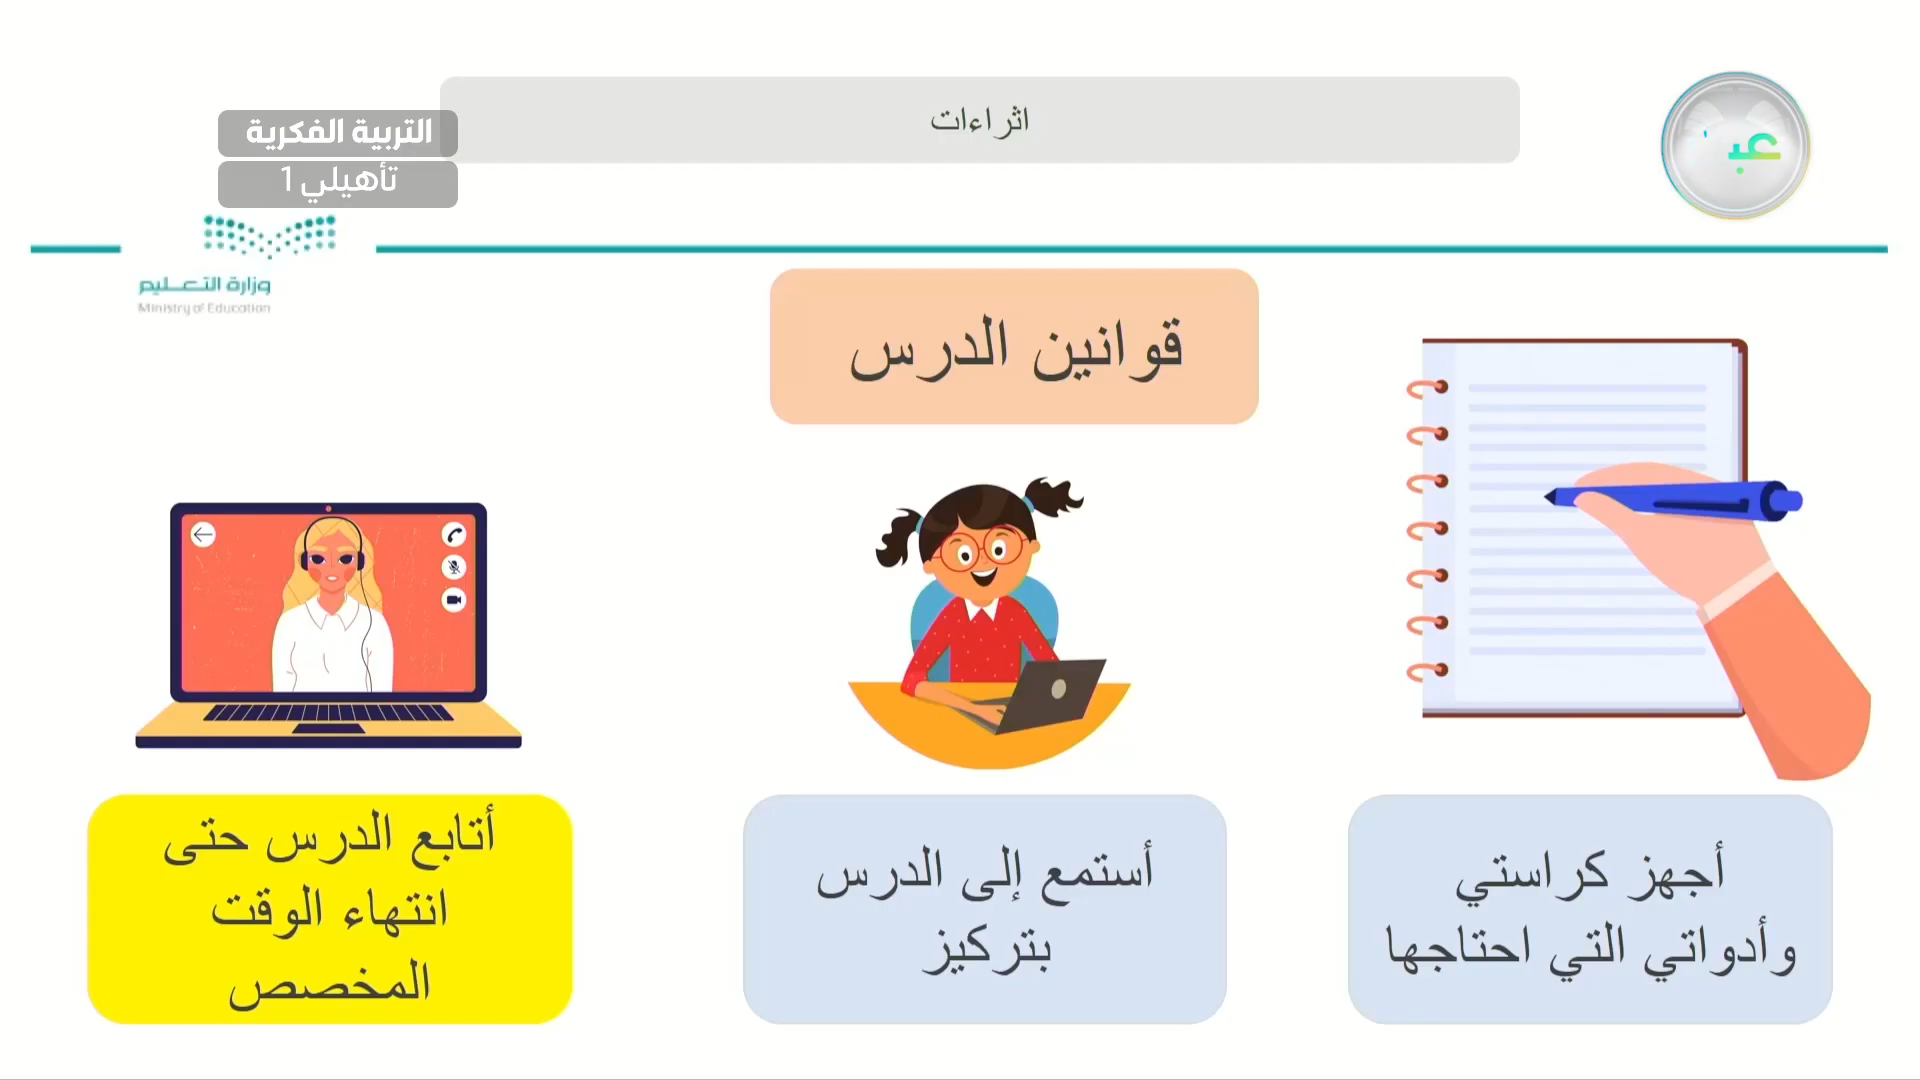 اثراءات
التربية الفكرية
تأهيلي 1
وزارة التعليم
Ministry of Education
قوانين الدرس
أجهز كراستي
وأدواتي التي احتاجها
أستمع إلى الدرس
بتركيز
أتابع الدرس حتى
انتهاء الوقت
المخصص